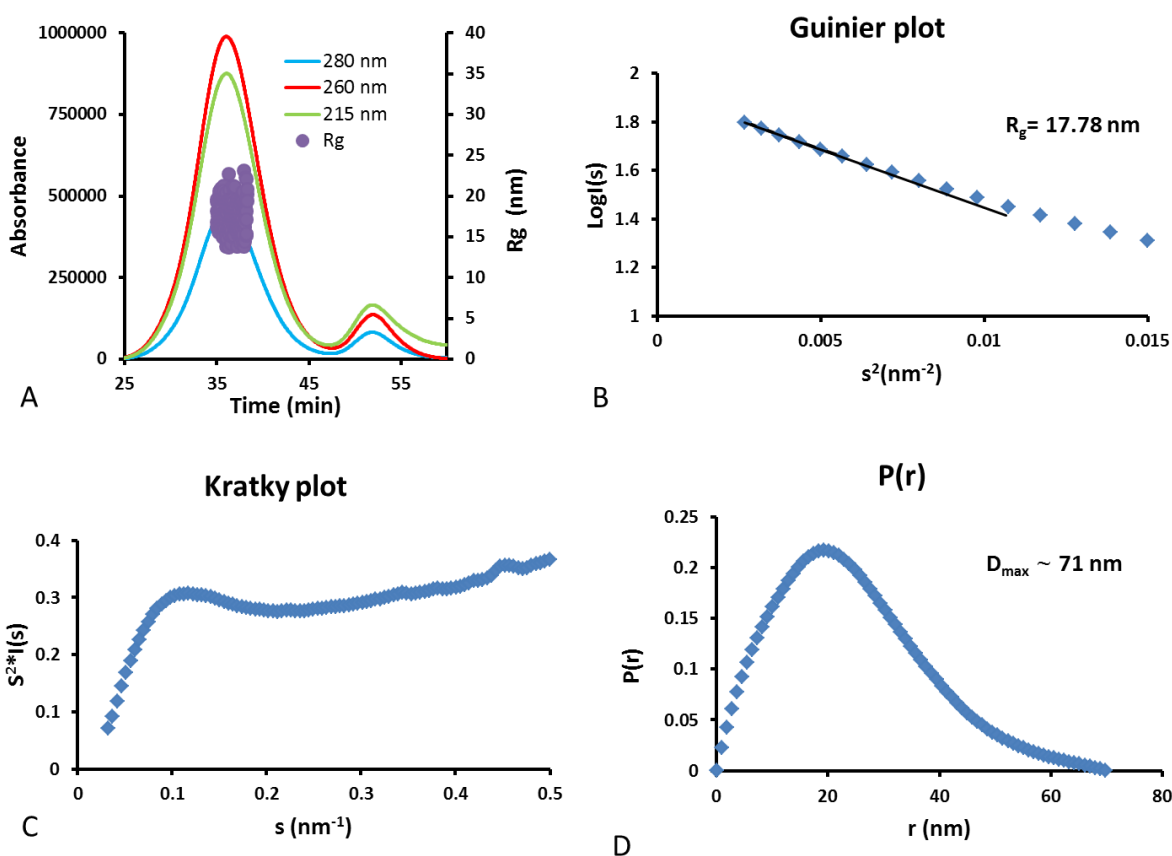 1000000
750000
500000
250000
0
Absorbance
25
35
45
55
Time (min)
40
35
30
25
20
15
10
5
0
Rg (nm)
280 nm
260 nm
215 nm
Rg
A
Guinier plot
2
1.8
1.6
1.4
1.2
1
LogI(s)
Rg= 17.78 nm
0
0.005
0.01
0.015
s²(nm⁻²)
B
Kratky plot
0.4
0.3
0.2
0.1
0
S²*I(s)
0
0.1
0.2
0.3
0.4
0.5
s (nm⁻¹)
C
P(r)
0.25
0.2
0.15
0.1
0.05
0
P(r)
Dmax ~ 71 nm
0
20
40
60
80
r (nm)
D